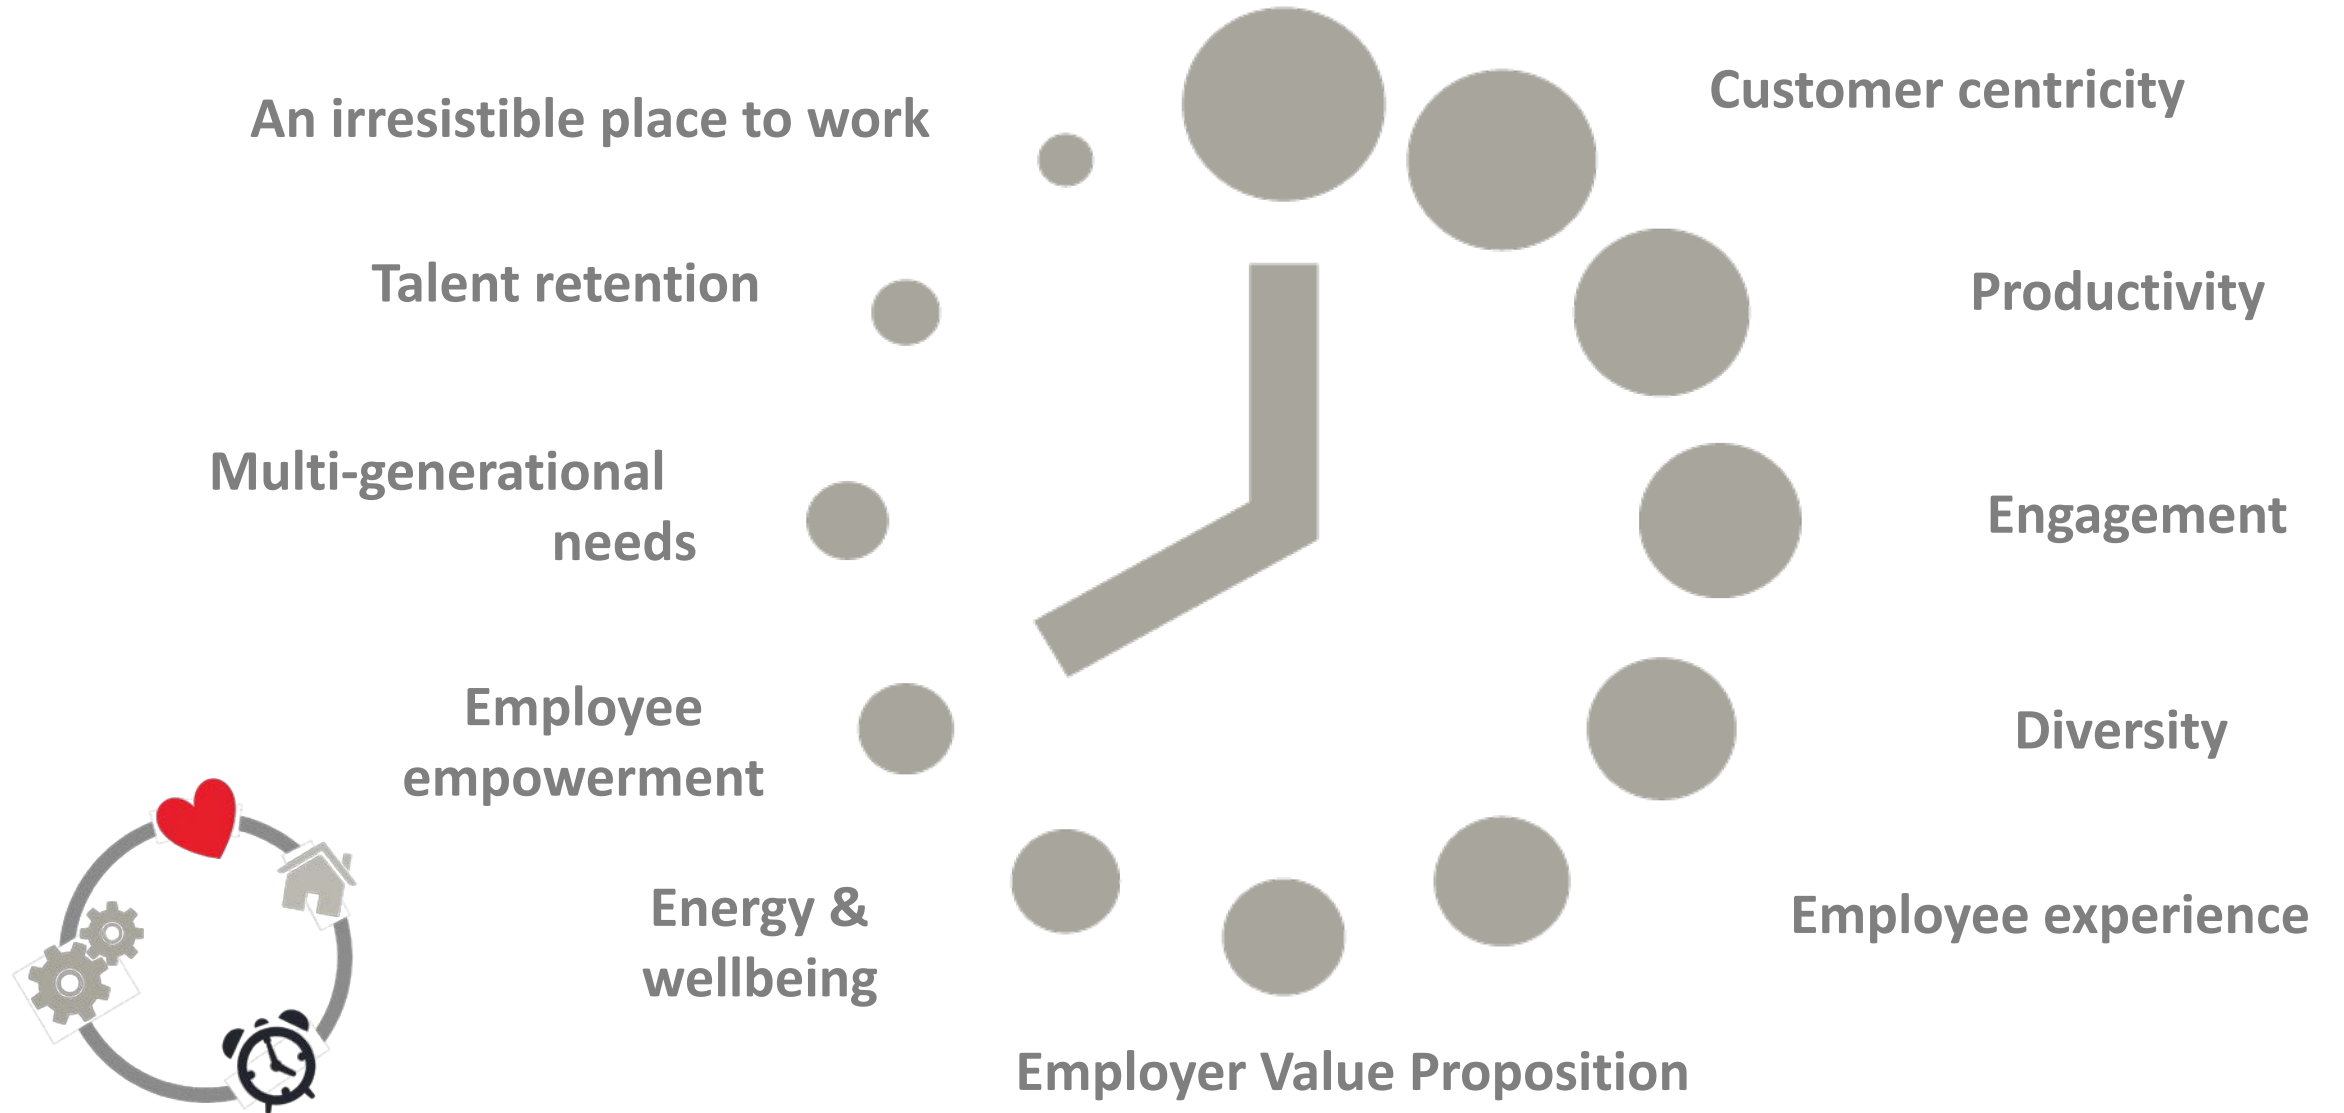 Customer centricity
Productivity
Engagement
Diversity
Employee experience
Employer Value Proposition
Energy &
wellbeing
Employee
empowerment
Multi-generational
needs
Talent retention
An irresistible place to work